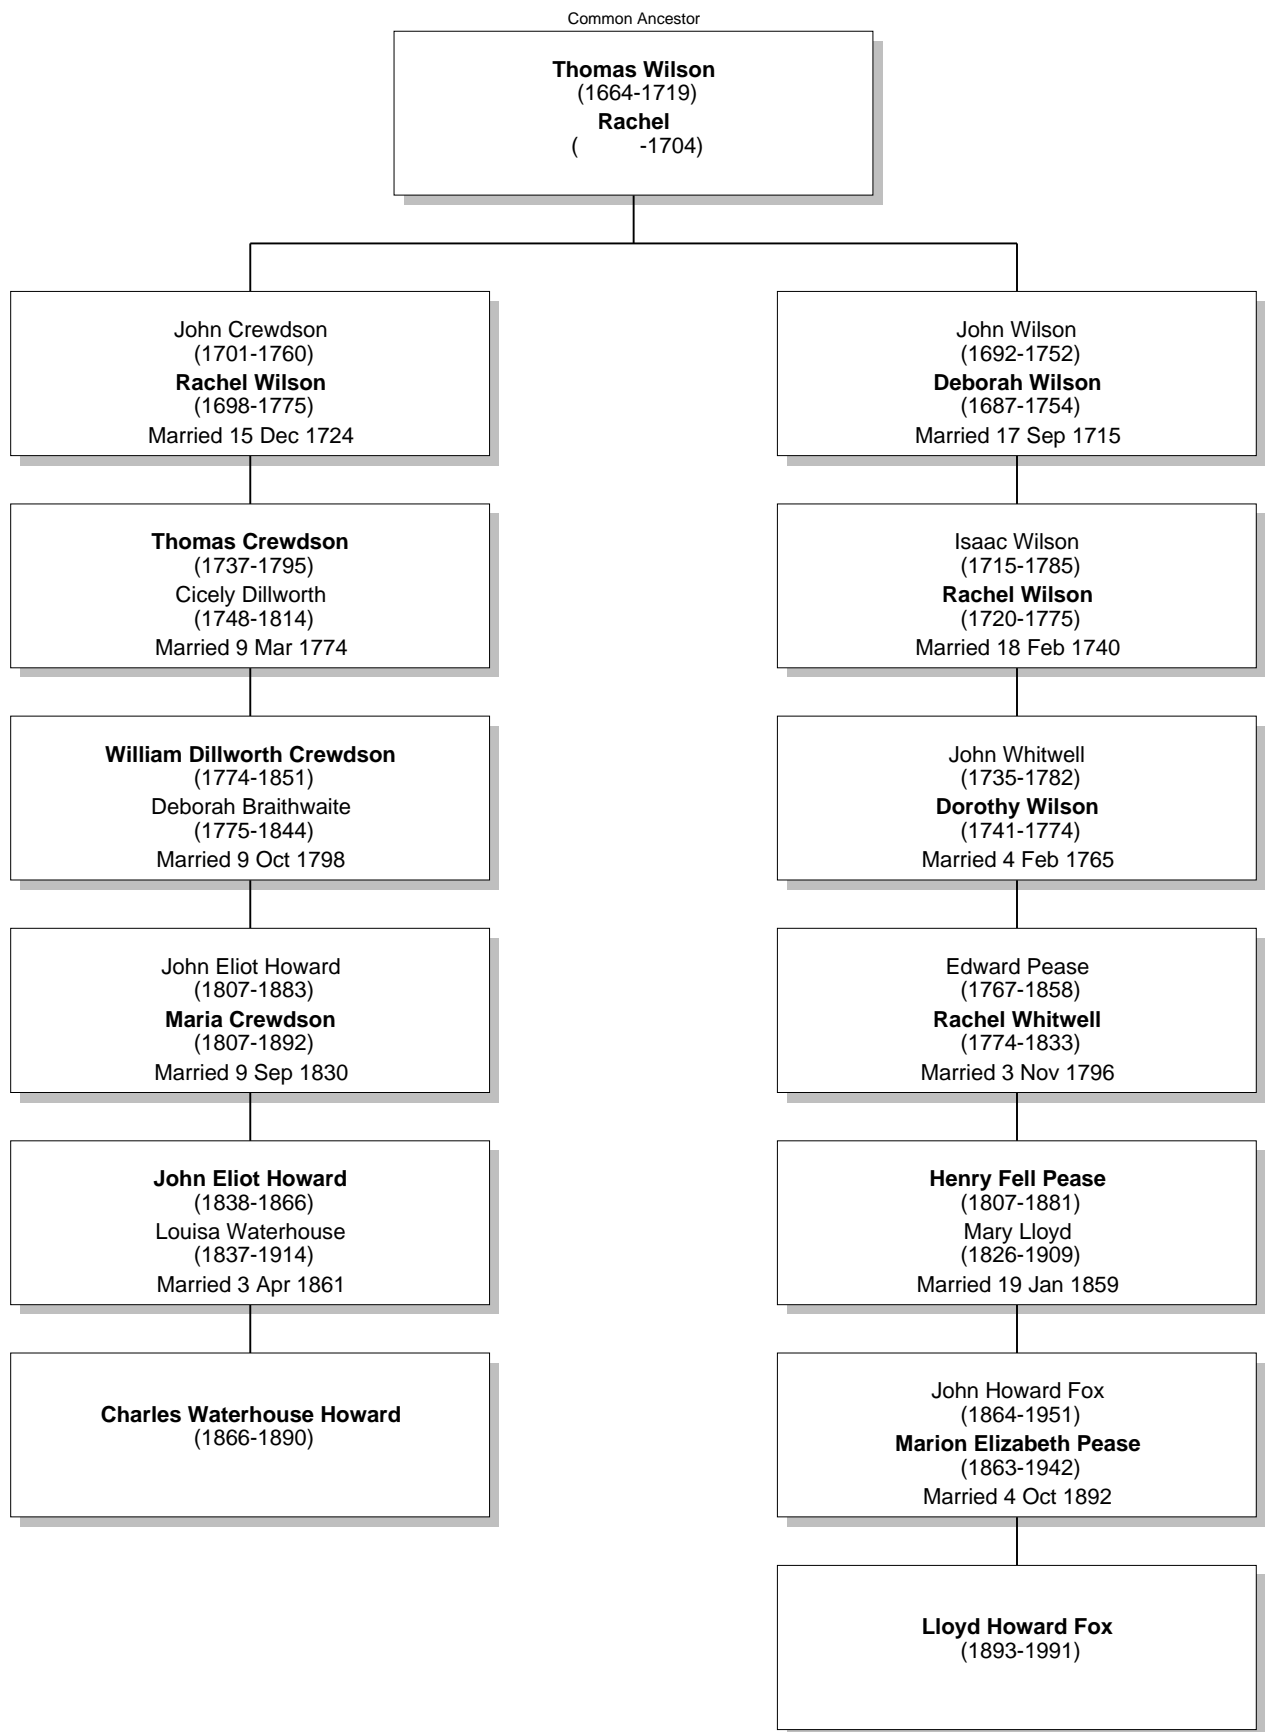 Common Ancestor
Thomas Wilson
(1664-1719)
Rachel
( -1704)
John Crewdson
(1701-1760)
Rachel Wilson
(1698-1775)
Married 15 Dec 1724
John Wilson
(1692-1752)
Deborah Wilson
(1687-1754)
Married 17 Sep 1715
Thomas Crewdson
(1737-1795)
Cicely Dillworth
(1748-1814)
Married 9 Mar 1774
Isaac Wilson
(1715-1785)
Rachel Wilson
(1720-1775)
Married 18 Feb 1740
William Dillworth Crewdson
(1774-1851)
Deborah Braithwaite
(1775-1844)
Married 9 Oct 1798
John Whitwell
(1735-1782)
Dorothy Wilson
(1741-1774)
Married 4 Feb 1765
John Eliot Howard
(1807-1883)
Maria Crewdson
(1807-1892)
Married 9 Sep 1830
Edward Pease
(1767-1858)
Rachel Whitwell
(1774-1833)
Married 3 Nov 1796
John Eliot Howard
(1838-1866)
Louisa Waterhouse
(1837-1914)
Married 3 Apr 1861
Henry Fell Pease
(1807-1881)
Mary Lloyd
(1826-1909)
Married 19 Jan 1859
Charles Waterhouse Howard
(1866-1890)
John Howard Fox
(1864-1951)
Marion Elizabeth Pease
(1863-1942)
Married 4 Oct 1892
Lloyd Howard Fox
(1893-1991)